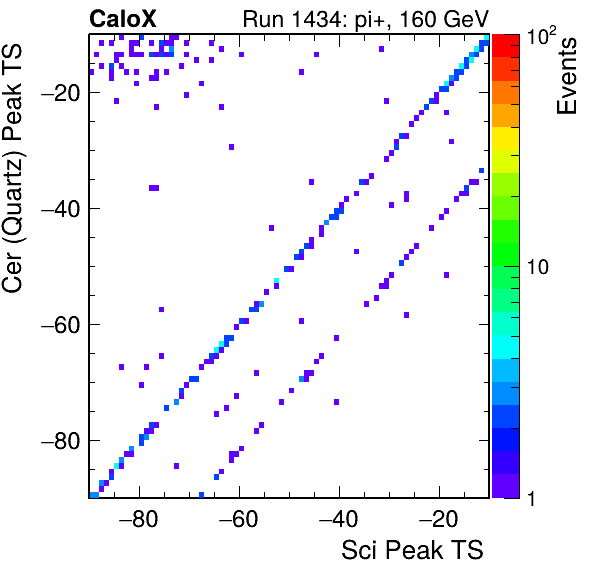 CaloX Run 1434: pi+, 160 GeV
Cer (Quartz) Peak TS
−20
−40
−60
−80
−80 −60 −40 −20
Sci Peak TS
10²
10
1
Events